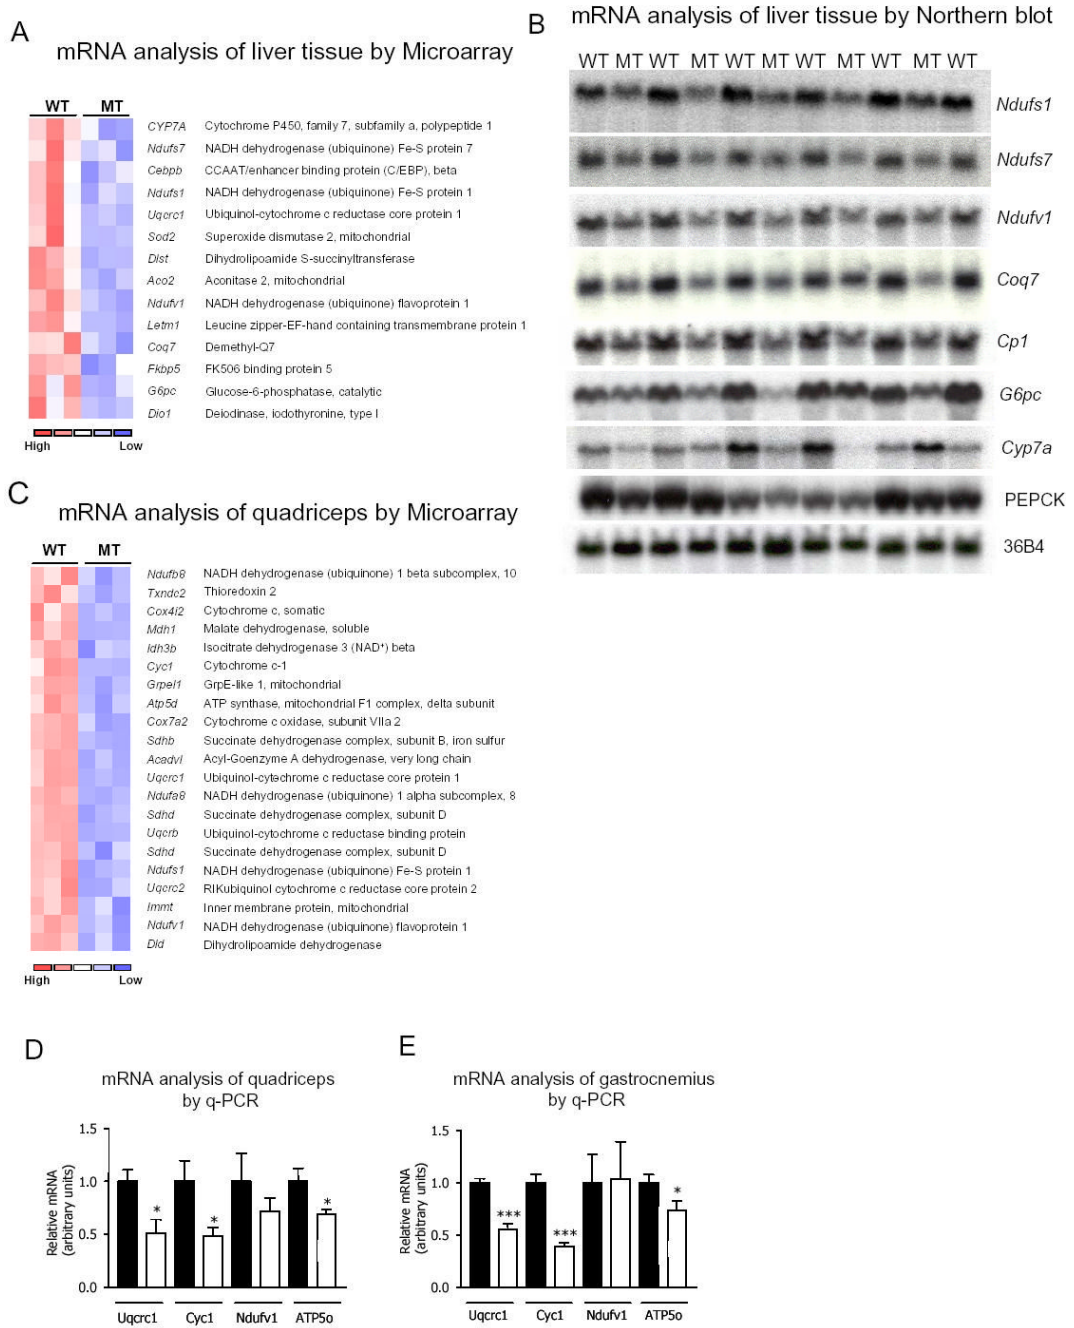 A
mRNA analysis of liver tissue by Microarray
WT MT
CYP7A Cytochrome P450, family 7, subfamily a, polypeptide 1
Ndufs7 NADH dehydrogenase (ubiquinone) Fe-S protein 7
Cebpb CCAAT/enhancer binding protein (C/EBP), beta
Ndufs1 NADH dehydrogenase (ubiquinone) Fe-S protein 1
Uqcrc1 Ubiquinol-cytochrome c reductase core protein 1
Sod2 Superoxide dismutase 2, mitochondrial
Dlst Dihydrolipoamide S-succinyltransferase
Aco2 Aconitase 2, mitochondrial
Ndufv1 NADH dehydrogenase (ubiquinone) flavoprotein 1
Letm1 Leucine zipper-EF-hand containing transmembrane protein 1
Coq7 Demethyl-Q7
Fkbp5 FK506 binding protein 5
G6pc Glucose-6-phosphatase, catalytic
Dio1 Deiodinase, iodothyronine, type I
High Low
B
mRNA analysis of liver tissue by Northern blot
WT MT WT MT WT MT WT MT WT MT WT
Ndufs1
Ndufs7
Ndufv1
Coq7
Cp1
G6pc
Cyp7a
PEPCK
36B4
C
mRNA analysis of quadriceps by Microarray
WT MT
Ndufb8 NADH dehydrogenase (ubiquinone) 1 beta subcomplex, 10
Txndc2 Thioredoxin 2
Cox4i2 Cytochrome c, somatic
Mdh1 Malate dehydrogenase, soluble
Idh3b Isocitrate dehydrogenase 3 (NAD+) beta
Cyc1 Cytochrome c-1
Grpel1 GrpE-like 1, mitochondrial
Atp5d ATP synthase, mitochondrial F1 complex, delta subunit
Cox7a2 Cytochrome c oxidase, subunit VIIa 2
Sdhb Succinate dehydrogenase complex, subunit B, iron sulfur
Acadvl Acyl-Goenzyme A dehydrogenase, very long chain
Uqcrc1 Ubiquinol-cytochrome c reductase core protein 1
Ndufa8 NADH dehydrogenase (ubiquinone) 1 alpha subcomplex, 8
Sdhd Succinate dehydrogenase complex, subunit D
Uqcrb Ubiquinol-cytochrome c reductase binding protein
Sdhd Succinate dehydrogenase complex, subunit D
Ndufs1 NADH dehydrogenase (ubiquinone) Fe-S protein 1
Uqcrc2 RIKubiquinol cytochrome c reductase core protein 2
Immt Inner membrane protein, mitochondrial
Ndufv1 NADH dehydrogenase (ubiquinone) flavoprotein 1
Dld Dihydrolipoamide dehydrogenase
High Low
D
mRNA analysis of quadriceps
by q-PCR
Relative mRNA
(arbitrary units)
1.5
1.0
0.5
0.0
* * *
Uqcrc1 Cyc1 Ndufv1 ATP5o
E
mRNA analysis of gastrocnemius
by q-PCR
Relative mRNA
(arbitrary units)
1.5
1.0
0.5
0.0
*** *** *
Uqcrc1 Cyc1 Ndufv1 ATP5o